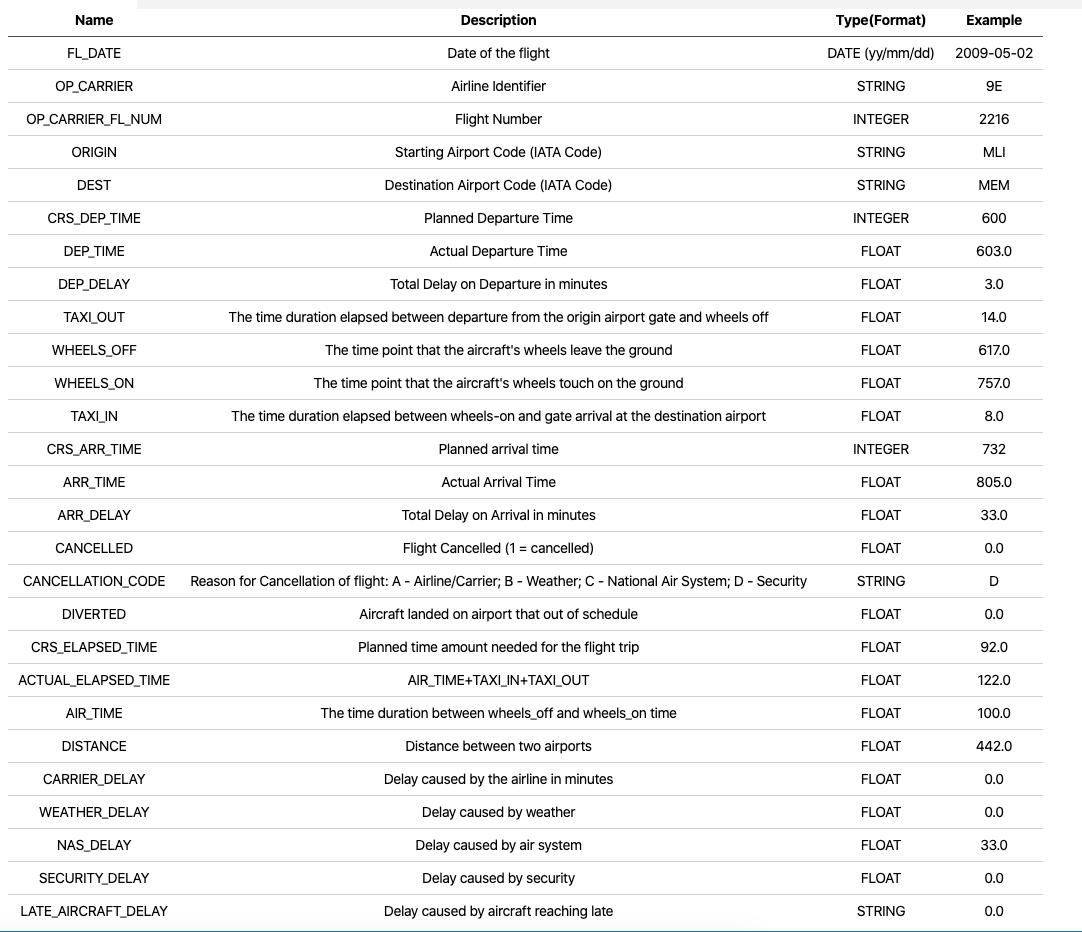 Name Description Type(Format) Example
FL_DATE Date of the flight DATE (yy/mm/dd) 2009-05-02
OP_CARRIER Airline Identifier STRING 9E
OP_CARRIER_FL_NUM Flight Number INTEGER 2216
ORIGIN Starting Airport Code (IATA Code) STRING MLI
DEST Destination Airport Code (IATA Code) STRING MEM
CRS_DEP_TIME Planned Departure Time INTEGER 600
DEP_TIME Actual Departure Time FLOAT 603.0
DEP_DELAY Total Delay on Departure in minutes FLOAT 3.0
TAXI_OUT The time duration elapsed between departure from the origin airport gate and wheels off FLOAT 14.0
WHEELS_OFF The time point that the aircraft's wheels leave the ground FLOAT 617.0
WHEELS_ON The time point that the aircraft's wheels touch on the ground FLOAT 757.0
TAXI_IN The time duration elapsed between wheels-on and gate arrival at the destination airport FLOAT 8.0
CRS_ARR_TIME Planned arrival time INTEGER 732
ARR_TIME Actual Arrival Time FLOAT 805.0
ARR_DELAY Total Delay on Arrival in minutes FLOAT 33.0
CANCELLED Flight Cancelled (1 = cancelled) FLOAT 0.0
CANCELLATION_CODE Reason for Cancellation of flight: A - Airline/Carrier; B - Weather; C - National Air System; D - Security STRING D
DIVERTED Aircraft landed on airport that out of schedule FLOAT 0.0
CRS_ELAPSED_TIME Planned time amount needed for the flight trip FLOAT 92.0
ACTUAL_ELAPSED_TIME AIR_TIME+TAXI_IN+TAXI_OUT FLOAT 122.0
AIR_TIME The time duration between wheels_off and wheels_on time FLOAT 100.0
DISTANCE Distance between two airports FLOAT 442.0
CARRIER_DELAY Delay caused by the airline in minutes FLOAT 0.0
WEATHER_DELAY Delay caused by weather FLOAT 0.0
NAS_DELAY Delay caused by air system FLOAT 33.0
SECURITY_DELAY Delay caused by security FLOAT 0.0
LATE_AIRCRAFT_DELAY Delay caused by aircraft reaching late STRING 0.0